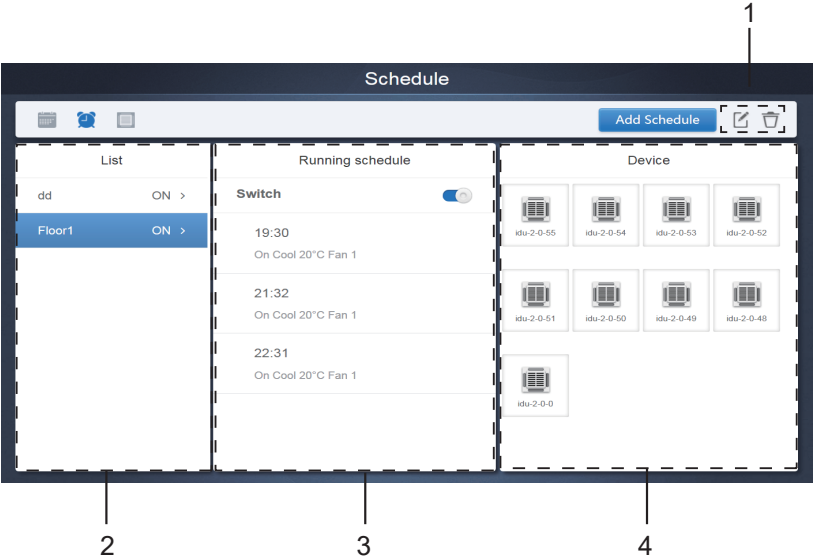 1
Schedule
Add Schedule
List
Running schedule
Device
dd ON >
Switch
Floor1 ON >
19:30
On Cool 20°C Fan 1
21:32
On Cool 20°C Fan 1
22:31
On Cool 20°C Fan 1
idu-2-0-55 idu-2-0-54 idu-2-0-53 idu-2-0-52
idu-2-0-51 idu-2-0-50 idu-2-0-49 idu-2-0-48
idu-2-0-0
2
3
4